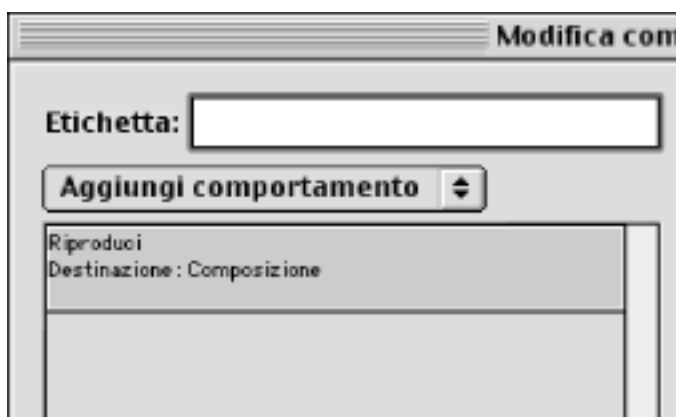 Modifica com
Etichetta:
Aggiungi comportamento
Riproduci
Destinazione : Composizione